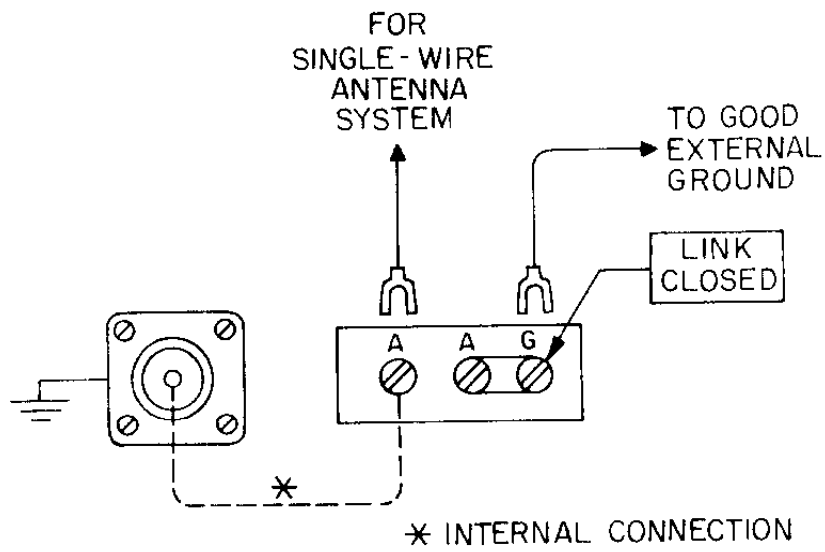 FOR
SINGLE-WIRE
ANTENNA
SYSTEM
TO GOOD
EXTERNAL
GROUND
LINK
CLOSED
A A G
* 
* INTERNAL CONNECTION